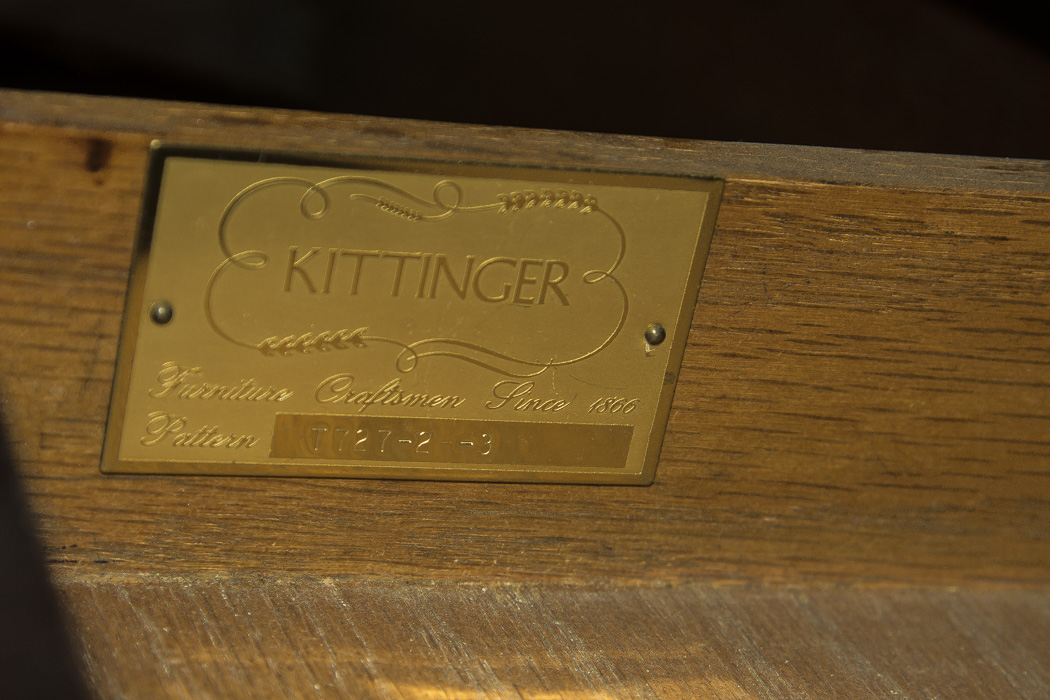 KITTINGER
Furniture Craftsmen Since 1866
Pattern T727-2--3